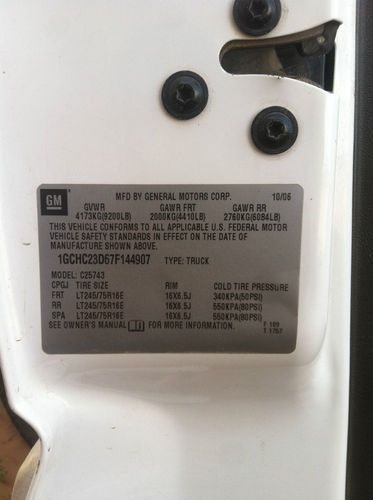 GM
MFD BY GENERAL MOTORS CORP. 10/06
GVWR GAWR FRT GAWR RR
4173KG(9200LB) 2000KG(4410LB) 2760KG(6084LB)
THIS VEHICLE CONFORMS TO ALL APPLICABLE U.S. FEDERAL MOTOR
VEHICLE SAFETY STANDARDS IN EFFECT ON THE DATE OF
MANUFACTURE SHOWN ABOVE.
1GCHC23D67F144907 TYPE: TRUCK
MODEL: C25743
CPGJ TIRE SIZE RIM COLD TIRE PRESSURE
FRT LT245/75R16E 16X6.5J 340KPA(50PSI)
RR LT245/75R16E 16X6.5J 550KPA(80PSI)
SPA LT245/75R16E 16X6.5J 550KPA(80PSI)
SEE OWNER'S MANUAL FOR MORE INFORMATION. F 109
T 1757